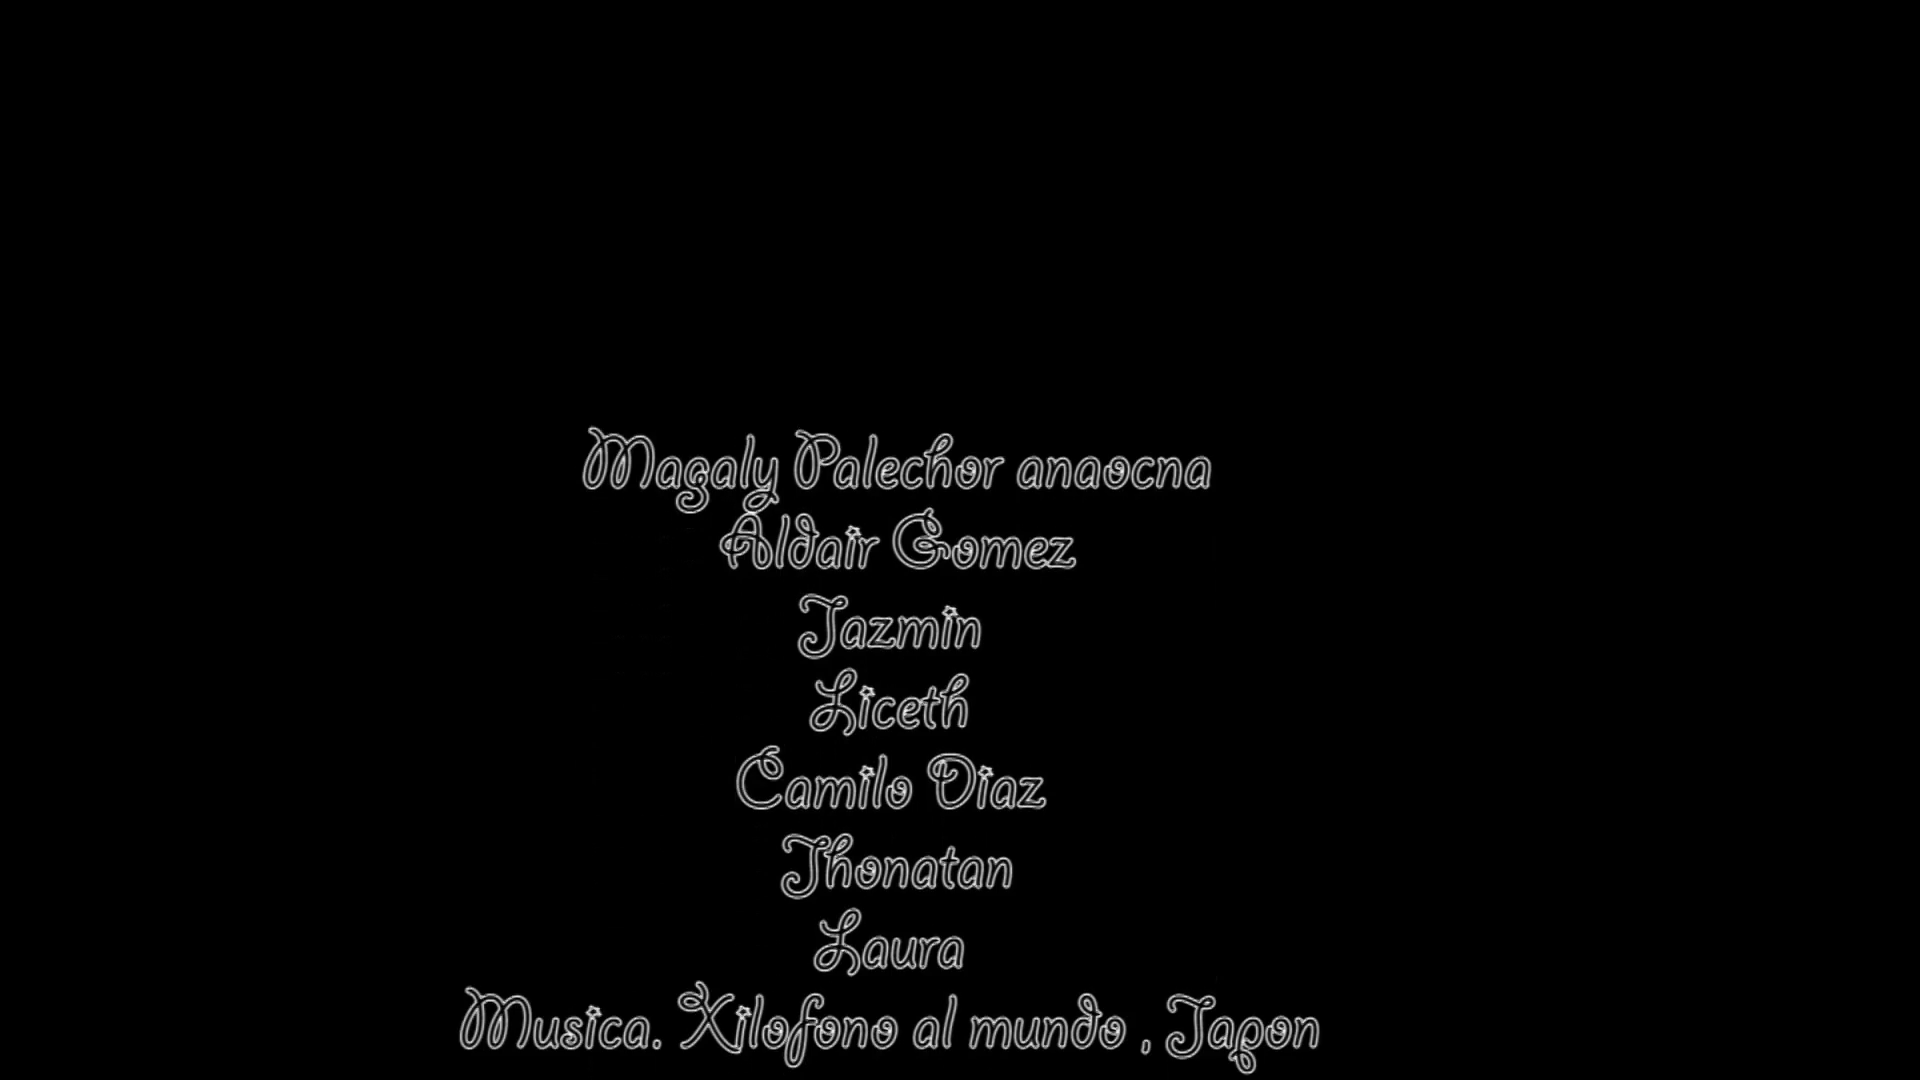 Magaly Palechor anaocna
Aldair Gomez
Jazmin
Liceth
Camilo Diaz
Jhonatan
Laura
Musica. Xilofono al mundo , Japon